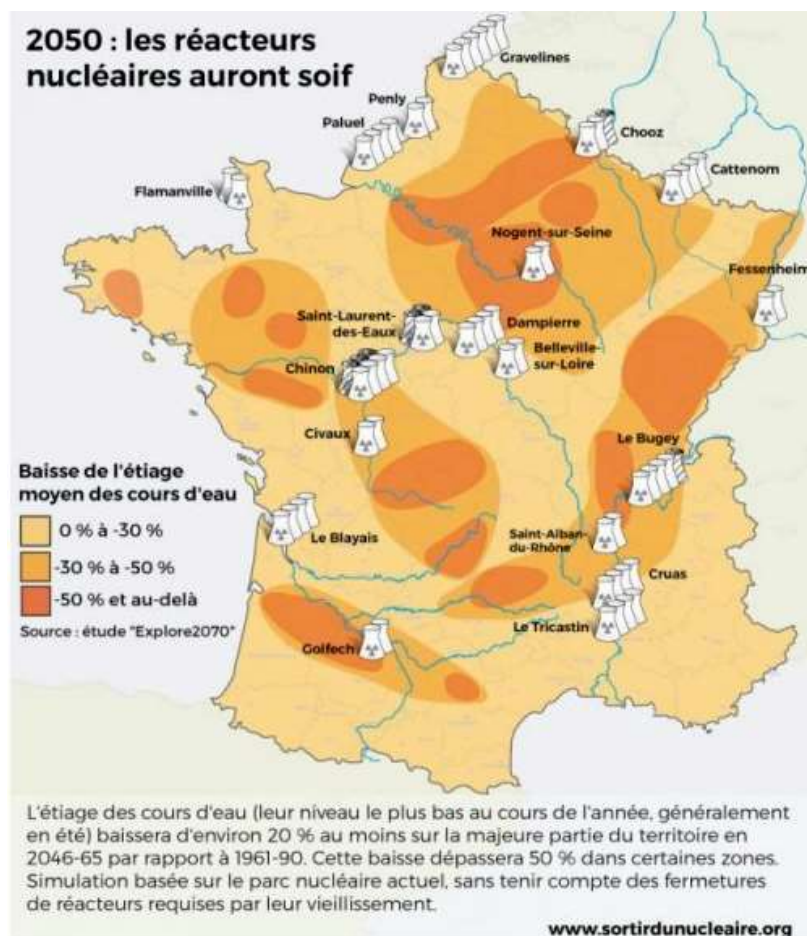 2050 : les réacteurs
nucléaires auront soif
Gravelines
Penly
Paluel
Chooz
Cattenom
Flamanville
Nogent-sur-Seine
Fessenheim
Saint-Laurent-
des-Eaux
Dampierre
Belleville-
sur-Loire
Chinon
Civaux
Le Bugey
Baisse de l'étiage
moyen des cours d'eau
0 % à -30 %
-30 % à -50 %
-50 % et au-delà
Source : étude "Explore2070"
Le Blayais
Saint-Alban-
du-Rhône
Cruas
Le Tricastin
Golfech
L'étiage des cours d'eau (leur niveau le plus bas au cours de l'année, généralement
en été) baissera d'environ 20 % au moins sur la majeure partie du territoire en
2046-65 par rapport à 1961-90. Cette baisse dépassera 50 % dans certaines zones.
Simulation basée sur le parc nucléaire actuel, sans tenir compte des fermetures
de réacteurs requises par leur vieillissement.
www.sortirdunucleaire.org